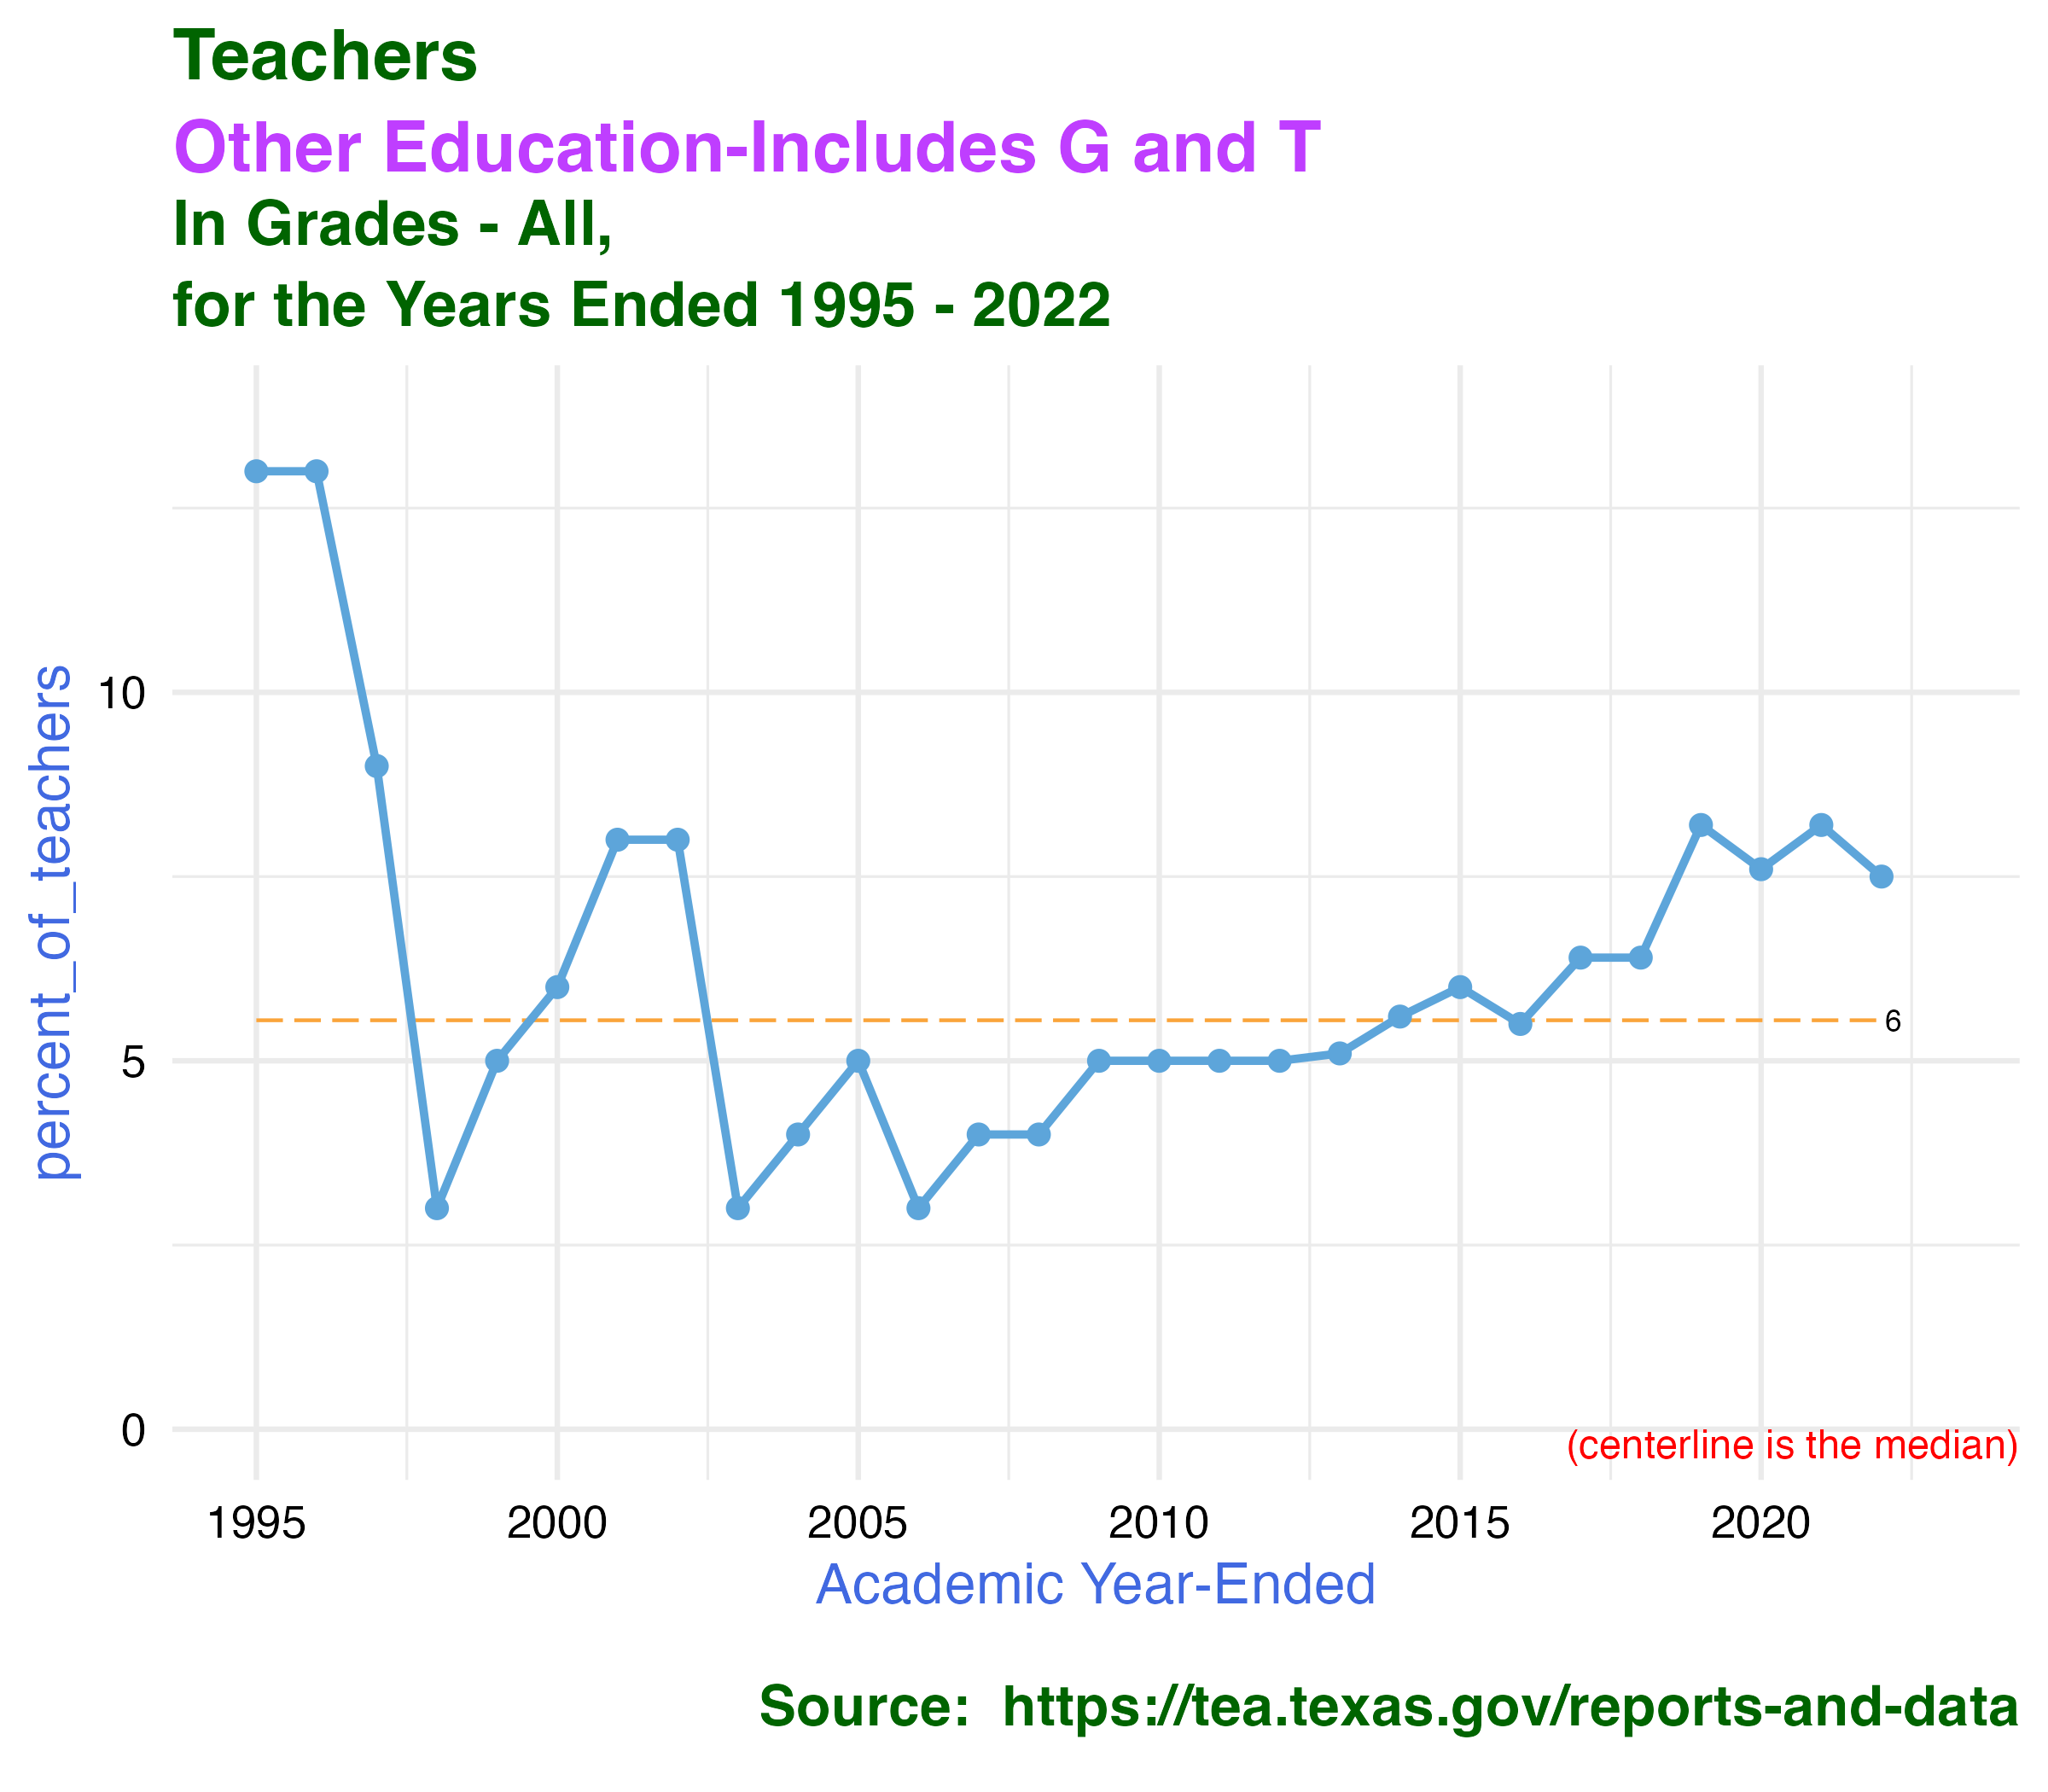 Teachers
Other Education-Includes G and T
In Grades - All,
for the Years Ended 1995 - 2022
percent_of_teachers
10
5
0
6
(centerline is the median)
1995 2000 2005 2010 2015 2020
Academic Year-Ended
Source:  https://tea.texas.gov/reports-and-data